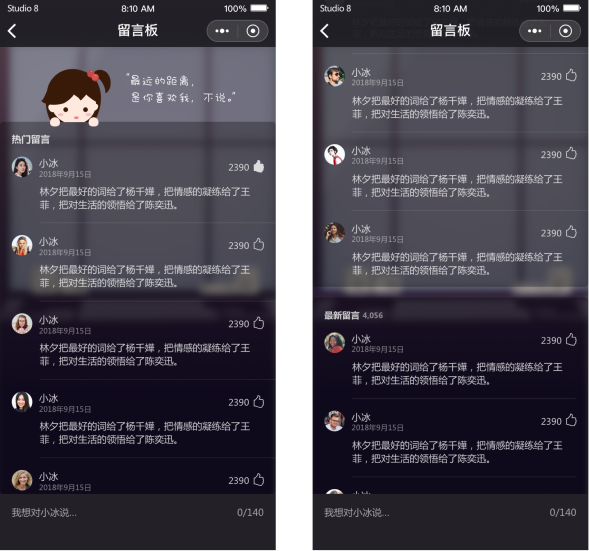 Studio 8 8:10 AM 100%
留言板
“最远的距离,
是你喜欢我, 不说。”
热门留言
小冰 2390
2018年9月15日
林夕把最好的词给了杨千嬅，把情感的凝练给了王
菲，把对生活的领悟给了陈奕迅。
小冰 2390
2018年9月15日
林夕把最好的词给了杨千嬅，把情感的凝练给了王
菲，把对生活的领悟给了陈奕迅。
小冰 2390
2018年9月15日
林夕把最好的词给了杨千嬅，把情感的凝练给了王
菲，把对生活的领悟给了陈奕迅。
小冰 2390
2018年9月15日
林夕把最好的词给了杨千嬅，把情感的凝练给了王
菲，把对生活的领悟给了陈奕迅。
小冰 2390
2018年9月15日
我想对小冰说... 0/140
Studio 8 8:10 AM 100%
留言板
小冰 2390
2018年9月15日
林夕把最好的词给了杨千嬅，把情感的凝练给了王
菲，把对生活的领悟给了陈奕迅。
小冰 2390
2018年9月15日
林夕把最好的词给了杨千嬅，把情感的凝练给了王
菲，把对生活的领悟给了陈奕迅。
小冰 2390
2018年9月15日
林夕把最好的词给了杨千嬅，把情感的凝练给了王
菲，把对生活的领悟给了陈奕迅。
最新留言 4,056
小冰 2390
2018年9月15日
林夕把最好的词给了杨千嬅，把情感的凝练给了王
菲，把对生活的领悟给了陈奕迅。
小冰 2390
2018年9月15日
林夕把最好的词给了杨千嬅，把情感的凝练给了王
菲，把对生活的领悟给了陈奕迅。
我想对小冰说... 0/140